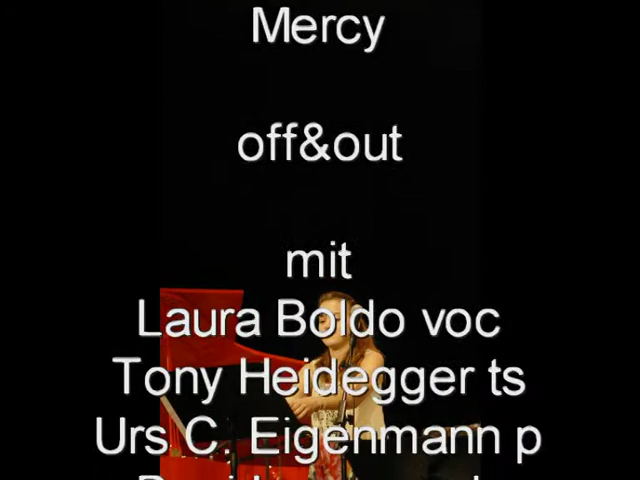 Mercy
off&out
mit
Laura Boldo voc
Tony Heidegger ts
Urs C. Eigenmann p